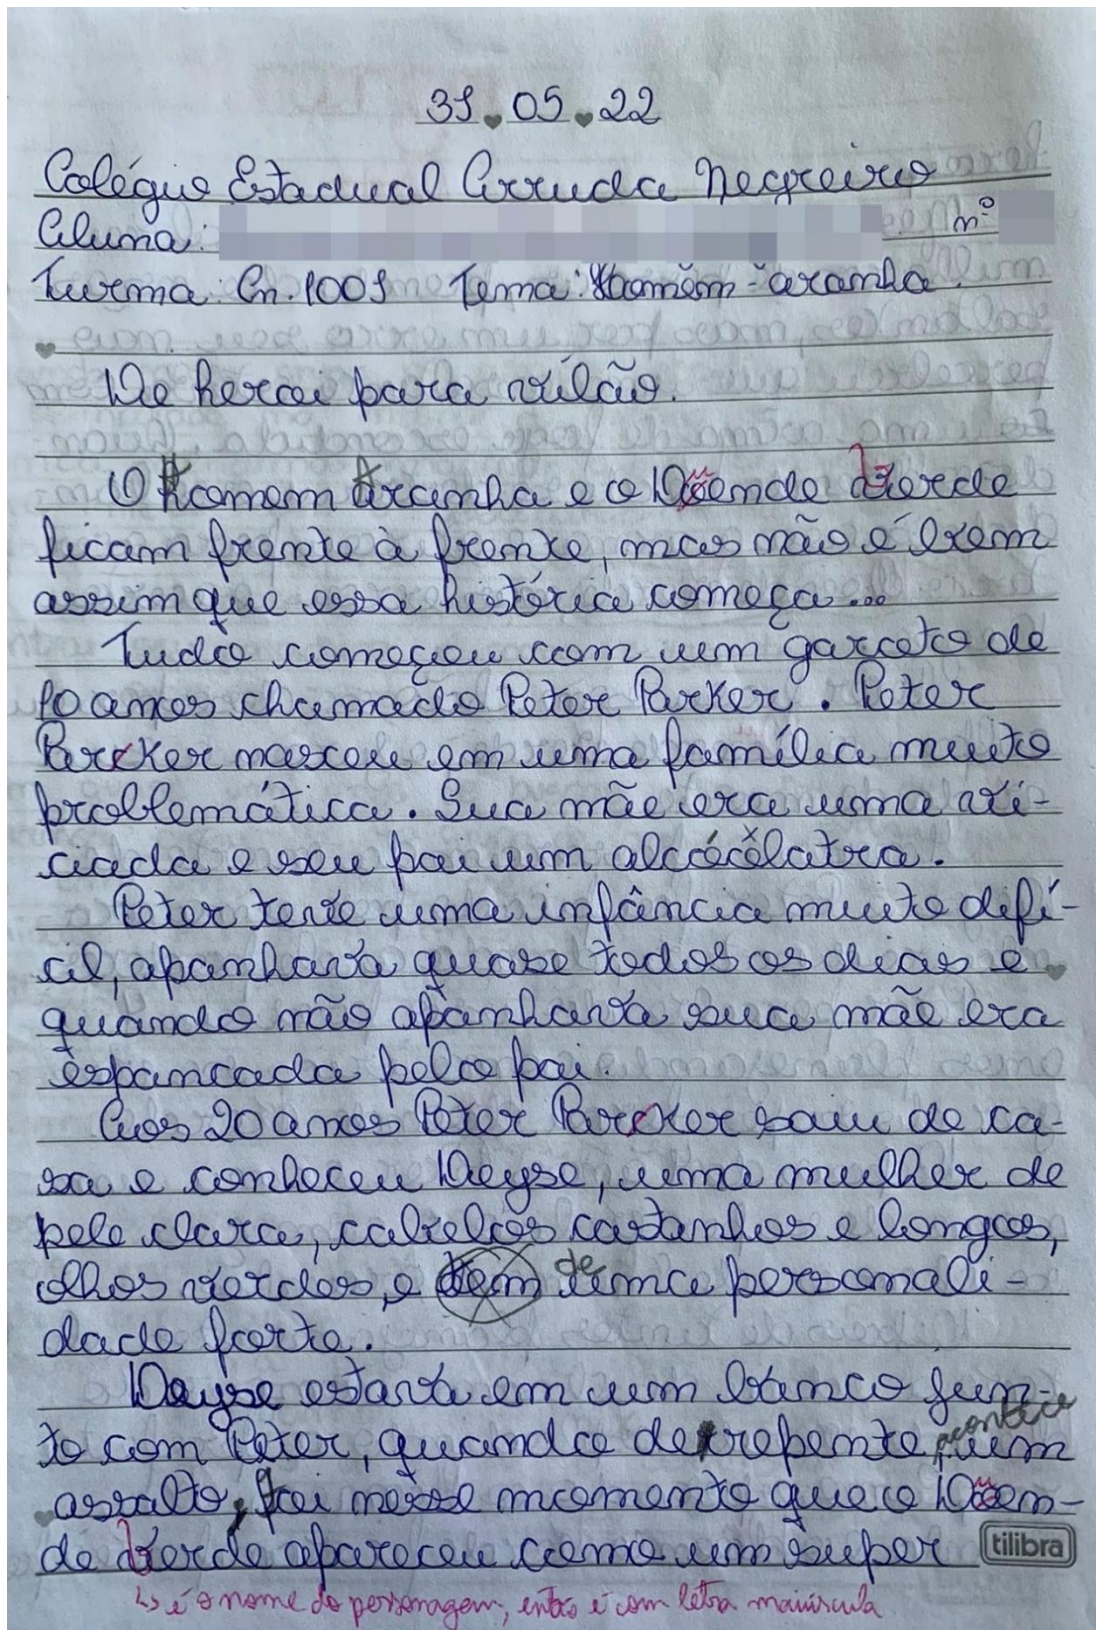 31.05.22
Colégio Estadual Arruda Negreiro
Aluna: nº
Turma: Cn. 1001 Tema: Homem-aranha.
De heroi para vilão.
O Homem Aranha e o Duende Verde
ficam frente à frente, mas não é bem
assim que essa história começa...
Tudo começou com um garoto de
10 anos chamado Peter Parker. Peter
Parcker nasceu em uma família muito
problemática. Sua mãe era uma vi-
ciada e seu pai um alcoólatra.
Peter teve uma infância muito difí-
cil, apanhava quase todos os dias e
quando não apanhava sua mãe era
espancada pelo pai.
Aos 20 anos Peter Parcker saiu de ca-
sa e conheceu Deyse, uma mulher de
pele clara, cabelos castanhos e longos,
olhos verdes, e tem de uma personali-
dade forte.
Deyse estava em um banco jun-
to com Peter, quando de repente, acontece um
assalto, foi nesse momento que o Duen-
de Verde apareceu como um super
tilibra
↳ é o nome do personagem, então é com letra maiúscula